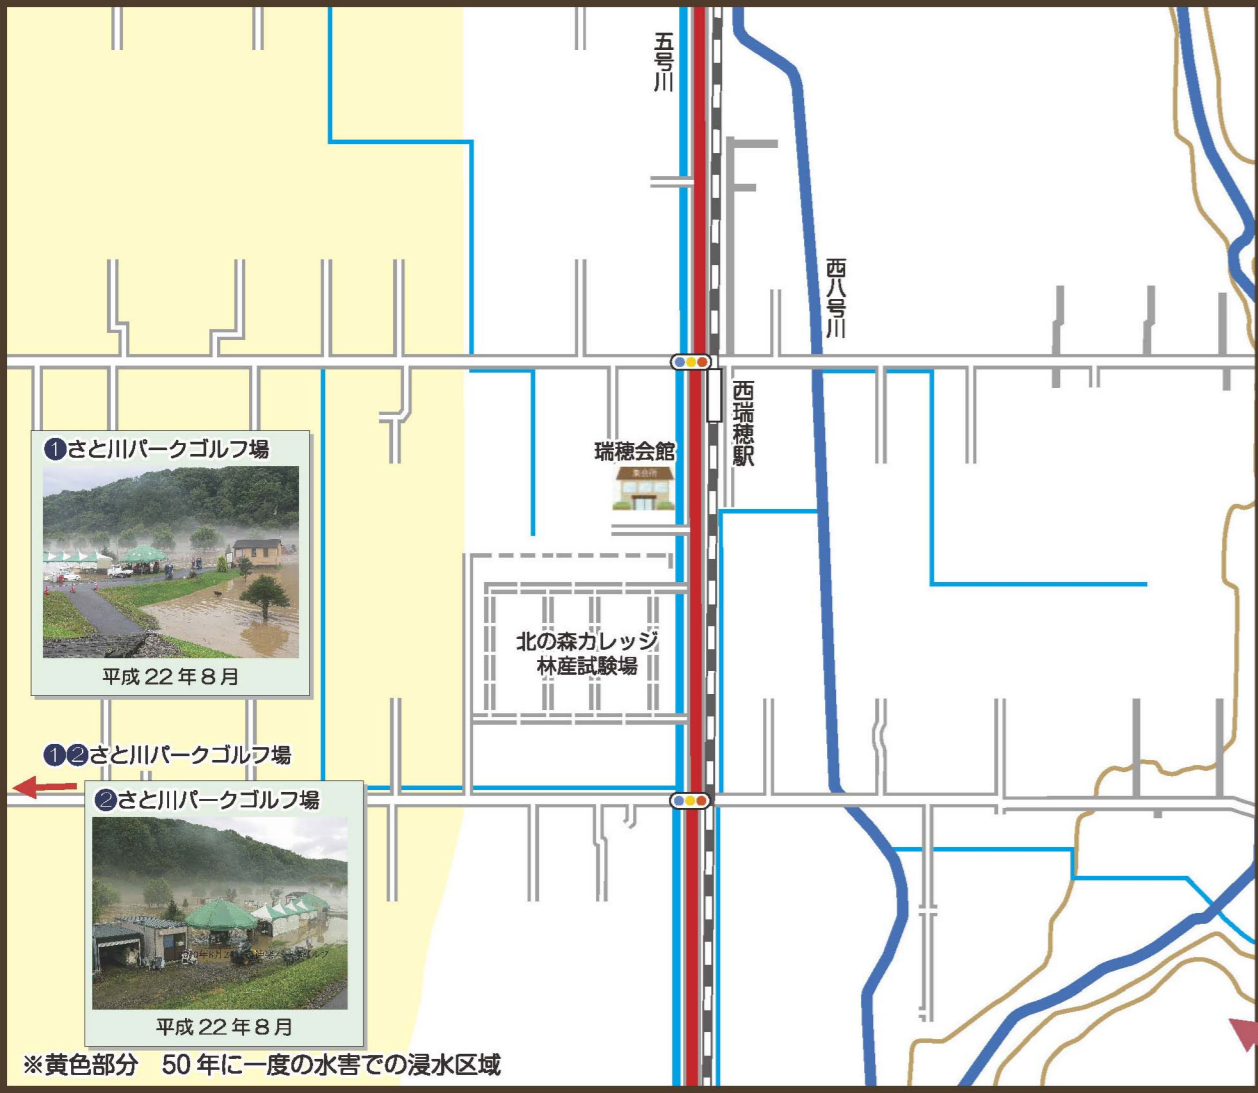 五号川
西八号川
西瑞穂駅
瑞穂会館
集会所
❶さと川パークゴルフ場
平成22年8月
北の森カレッジ
林産試験場
❶❷さと川パークゴルフ場
❷さと川パークゴルフ場
平成22年8月
※黄色部分　50年に一度の水害での浸水区域